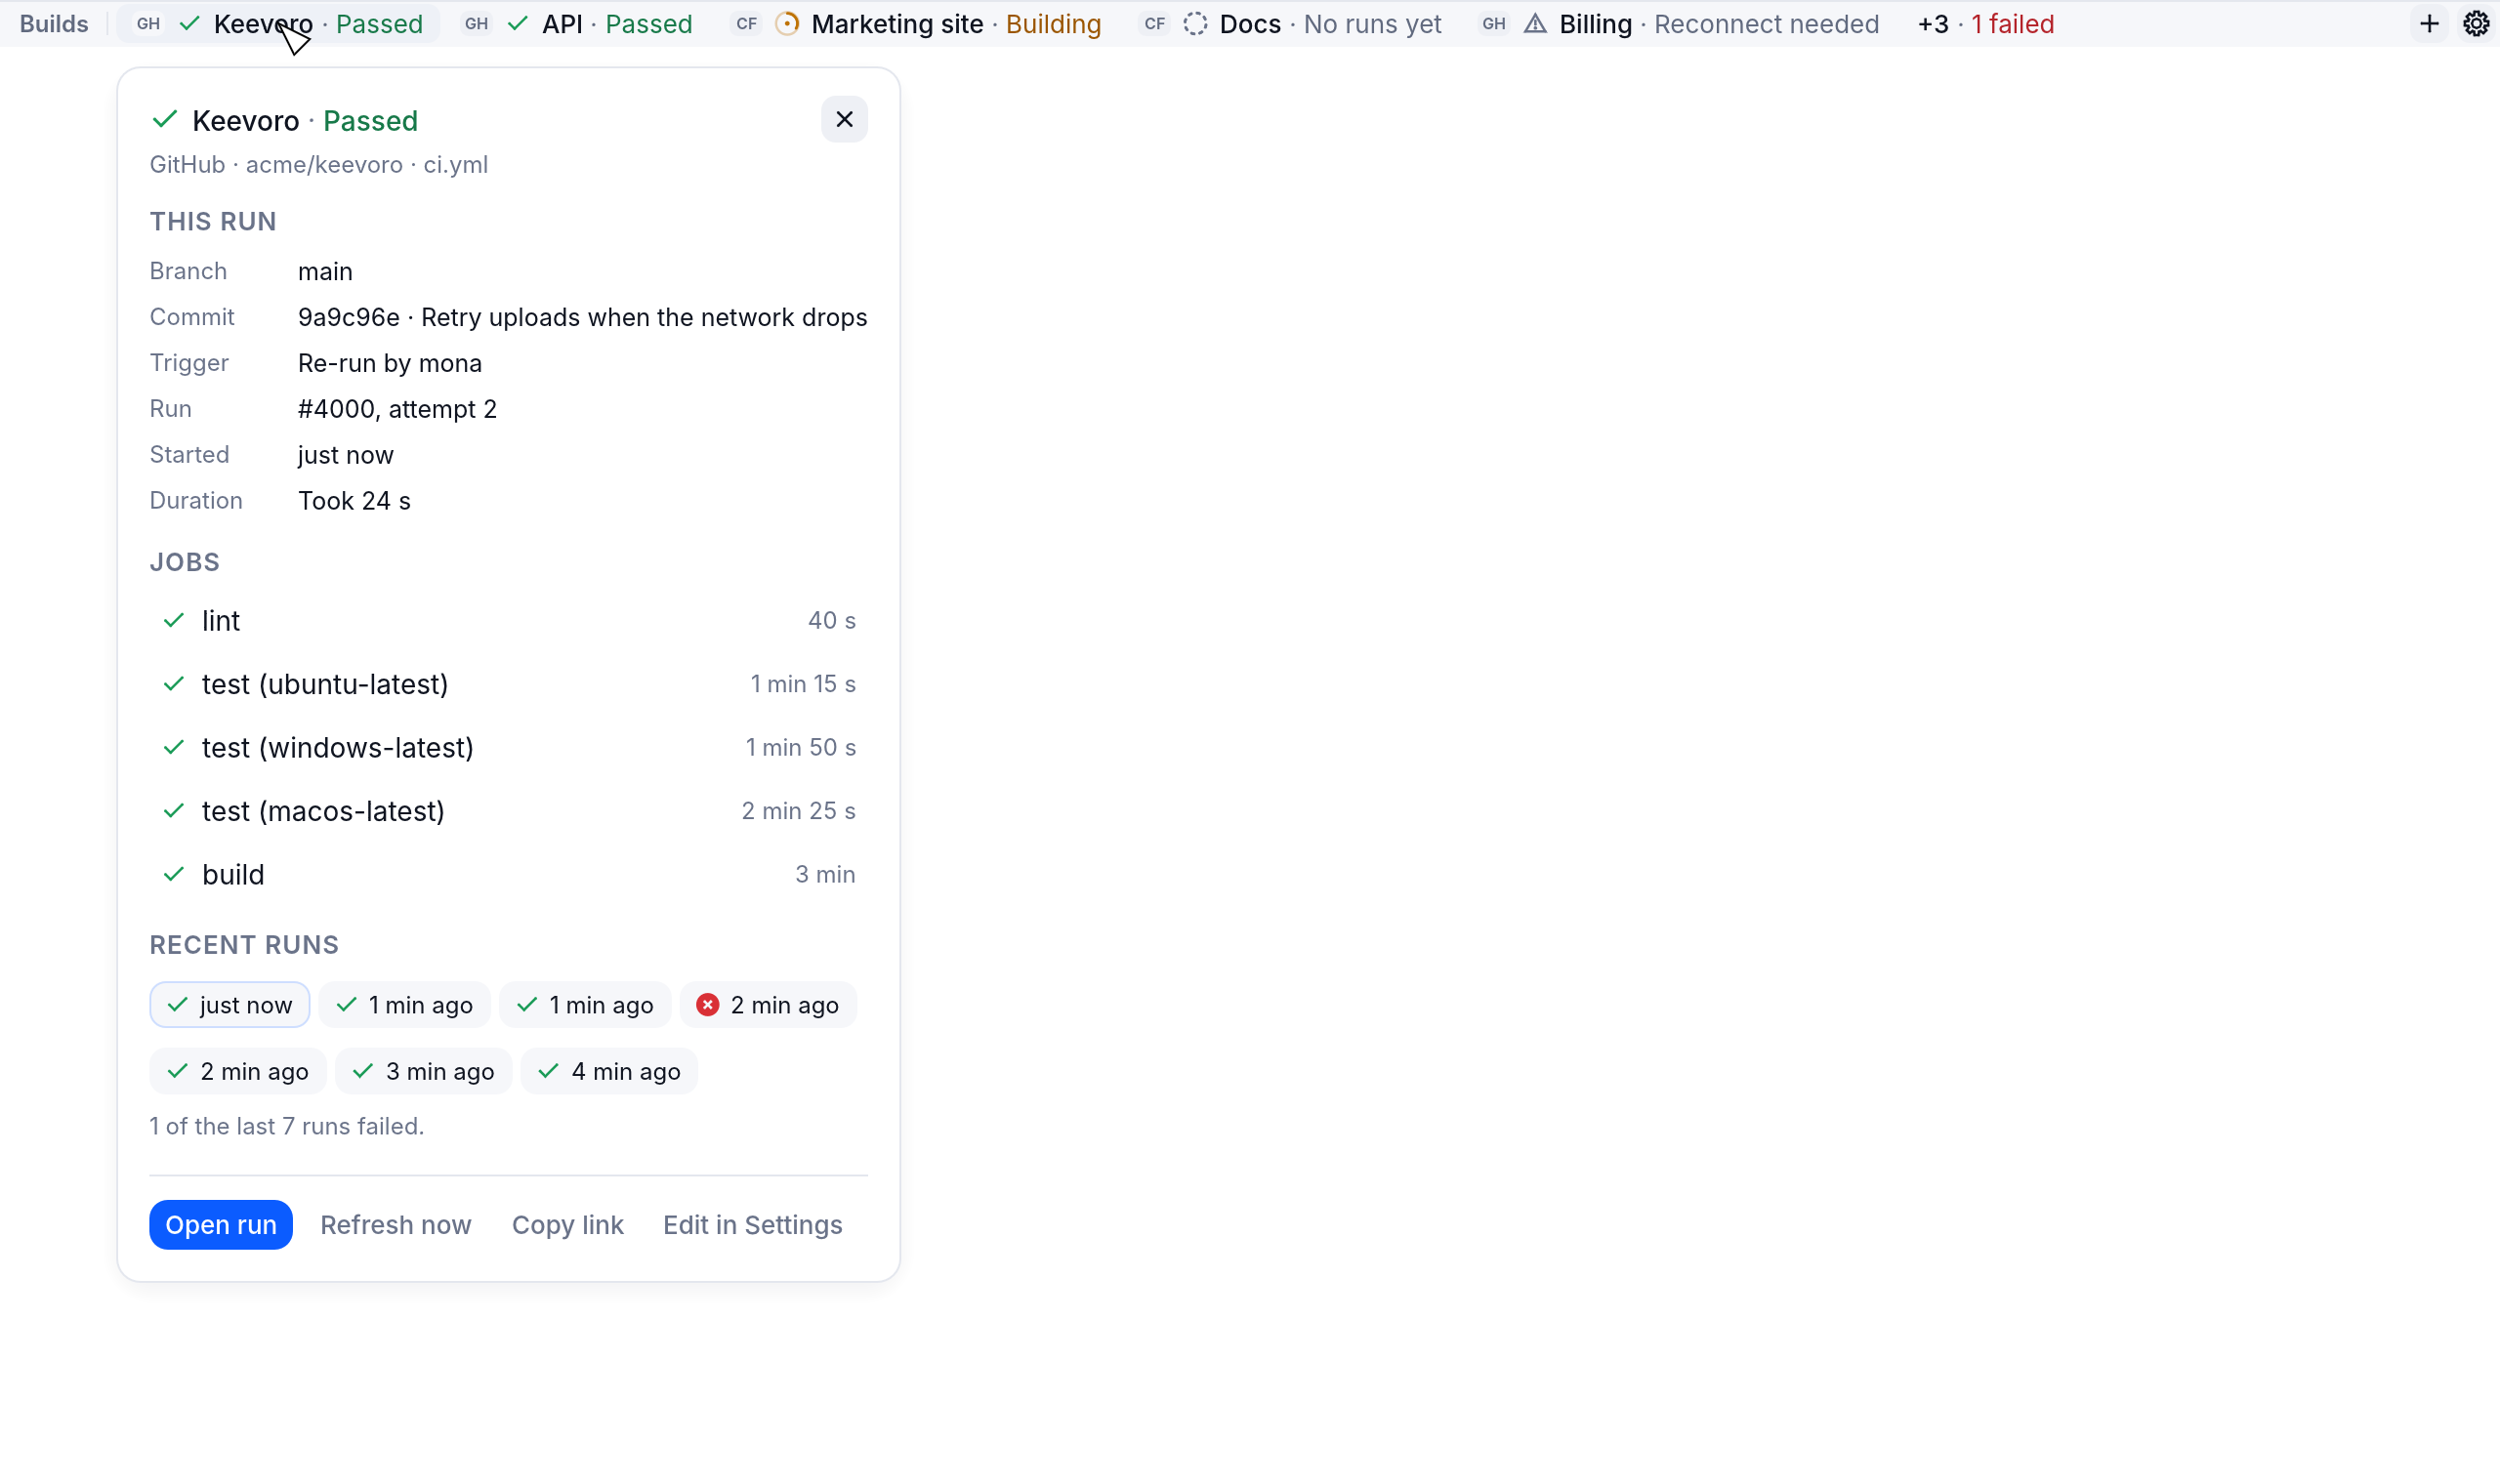 Builds GH Keevoro · Passed GH API · Passed CF Marketing site · Building CF Docs · No runs yet GH Billing · Reconnect needed +3 · 1 failed
Keevoro · Passed
GitHub · acme/keevoro · ci.yml
THIS RUN
Branch main
Commit 9a9c96e · Retry uploads when the network drops
Trigger Re-run by mona
Run #4000, attempt 2
Started just now
Duration Took 24 s
JOBS
lint 40 s
test (ubuntu-latest) 1 min 15 s
test (windows-latest) 1 min 50 s
test (macos-latest) 2 min 25 s
build 3 min
RECENT RUNS
just now 1 min ago 1 min ago 2 min ago
2 min ago 3 min ago 4 min ago
1 of the last 7 runs failed.
Open run Refresh now Copy link Edit in Settings